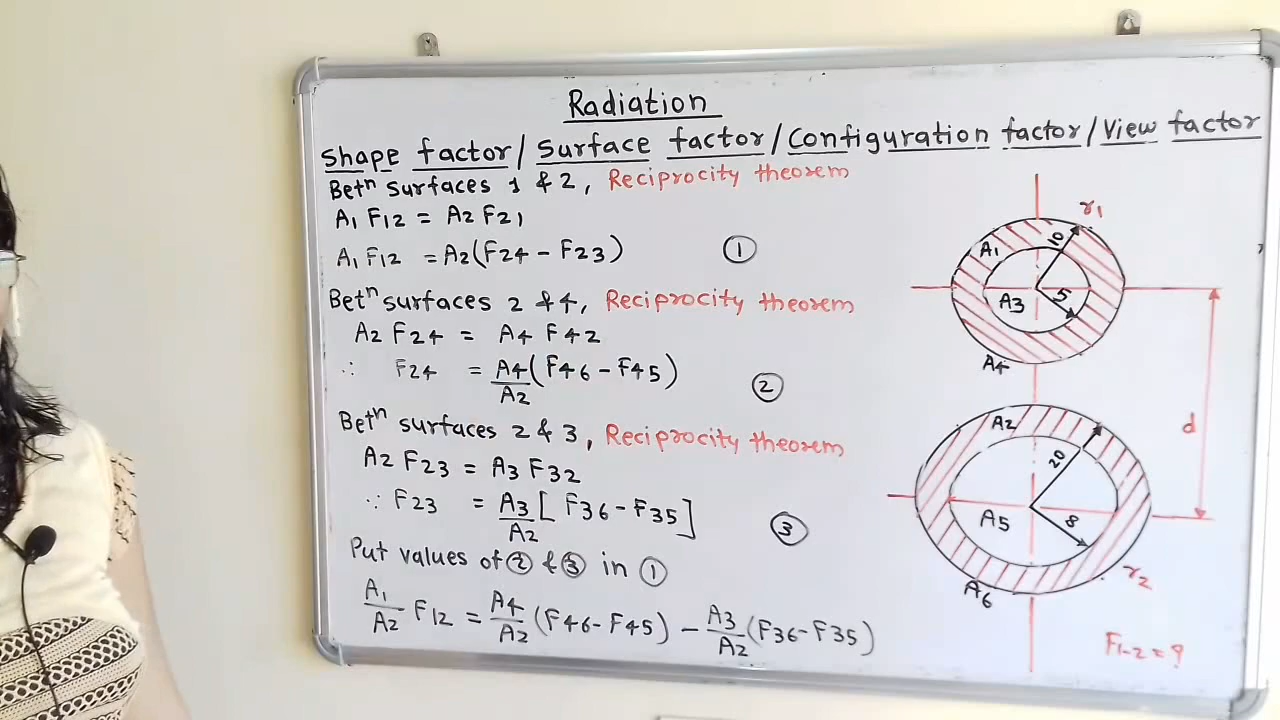 Radiation
Shape factor/Surface factor/Configuration factor/View factor
Betⁿ Surfaces 1 & 2, Reciprocity theorem
A1 F12 = A2 F21
A1 F12 = A2(F24 - F23) ①
Betⁿ surfaces 2 & 4, Reciprocity theorem
A2 F24 = A4 F42
∴ F24 = A4/A2 (F46 - F45) ②
Betⁿ surfaces 2 & 3, Reciprocity theorem
A2 F23 = A3 F32
∵ F23 = A3/A2 [F36 - F35] ③
Put values of ② & ③ in ①
A1/A2 F12 = A4/A2 (F46 - F45) - A3/A2 (F36 - F35)
r1
10
A1
A3
5
A4
d
A2
20
A5
8
A6
r2
F1-2 = ?